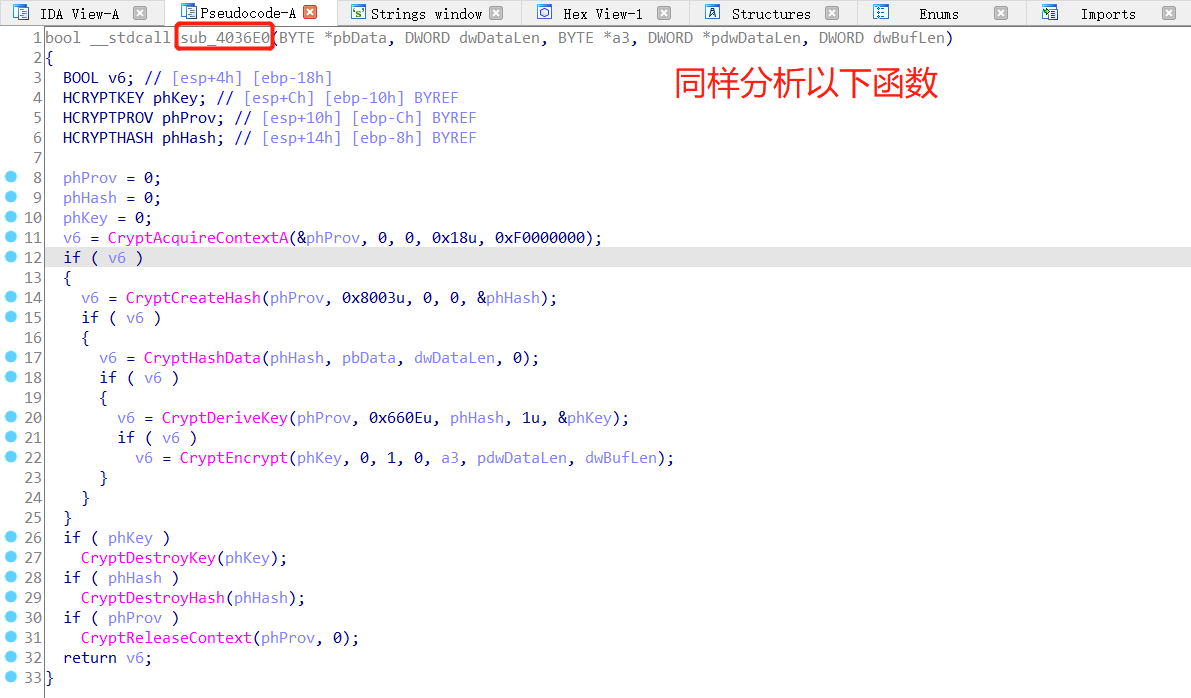 IDA View-A Pseudocode-A Strings window Hex View-1 Structures Enums Imports
1 bool __stdcall sub_4036E0(BYTE *pbData, DWORD dwDataLen, BYTE *a3, DWORD *pdwDataLen, DWORD dwBufLen)
2 {
3 BOOL v6; // [esp+4h] [ebp-18h]
同样分析以下函数
4 HCRYPTKEY phKey; // [esp+Ch] [ebp-10h] BYREF
5 HCRYPTPROV phProv; // [esp+10h] [ebp-Ch] BYREF
6 HCRYPTHASH phHash; // [esp+14h] [ebp-8h] BYREF
7
8 phProv = 0;
9 phHash = 0;
10 phKey = 0;
11 v6 = CryptAcquireContextA(&phProv, 0, 0, 0x18u, 0xF0000000);
12 if ( v6 )
13 {
14 v6 = CryptCreateHash(phProv, 0x8003u, 0, 0, &phHash);
15 if ( v6 )
16 {
17 v6 = CryptHashData(phHash, pbData, dwDataLen, 0);
18 if ( v6 )
19 {
20 v6 = CryptDeriveKey(phProv, 0x660Eu, phHash, 1u, &phKey);
21 if ( v6 )
22 v6 = CryptEncrypt(phKey, 0, 1, 0, a3, pdwDataLen, dwBufLen);
23 }
24 }
25 }
26 if ( phKey )
27 CryptDestroyKey(phKey);
28 if ( phHash )
29 CryptDestroyHash(phHash);
30 if ( phProv )
31 CryptReleaseContext(phProv, 0);
32 return v6;
33 }